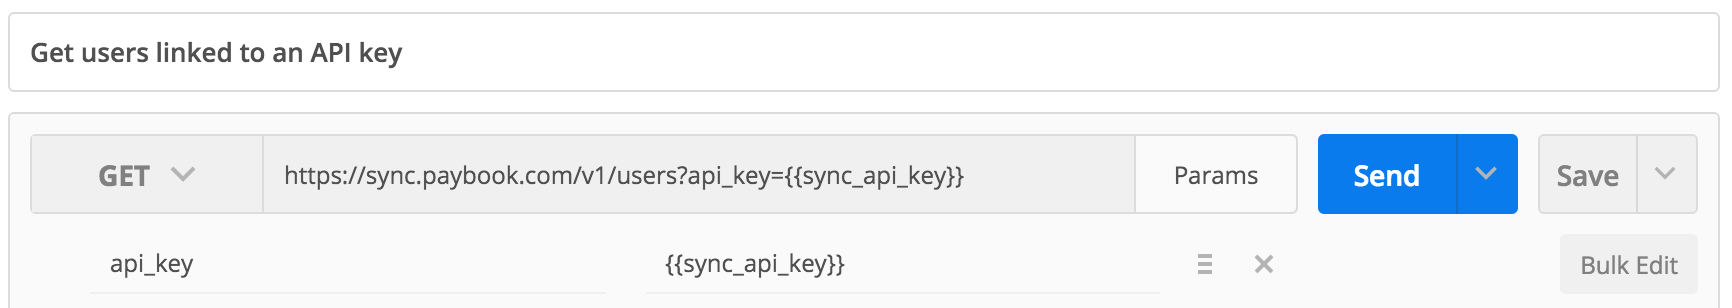 Get users linked to an API key
GET https://sync.paybook.com/v1/users?api_key={{sync_api_key}} Params Send Save
api_key {{sync_api_key}} Bulk Edit